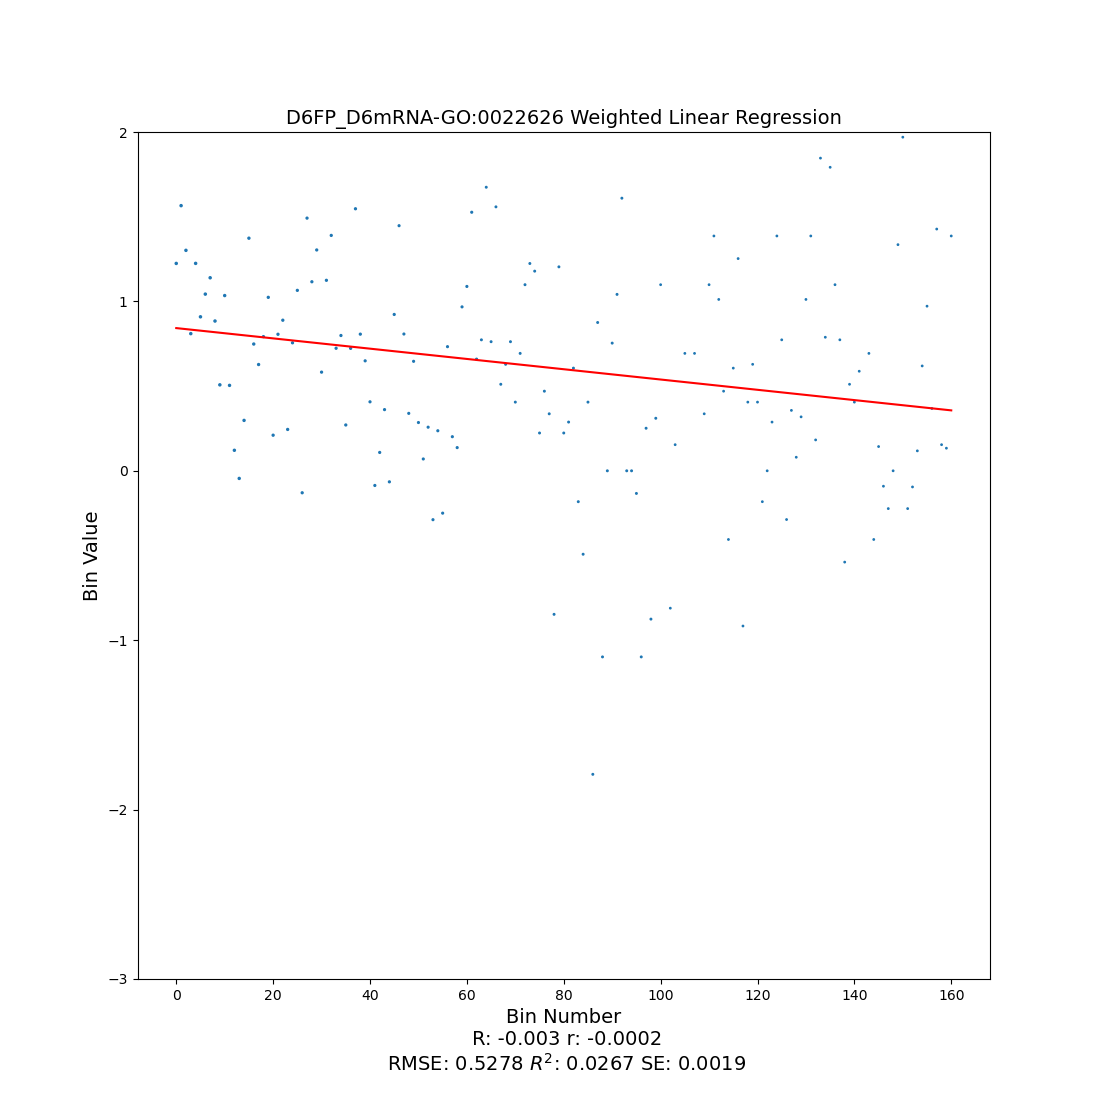 D6FP_D6mRNA-GO:0022626 Weighted Linear Regression
2
1
0
−1
−2
−3
Bin Value
0 20 40 60 80 100 120 140 160
Bin Number
R: -0.003 r: -0.0002
RMSE: 0.5278 R²: 0.0267 SE: 0.0019